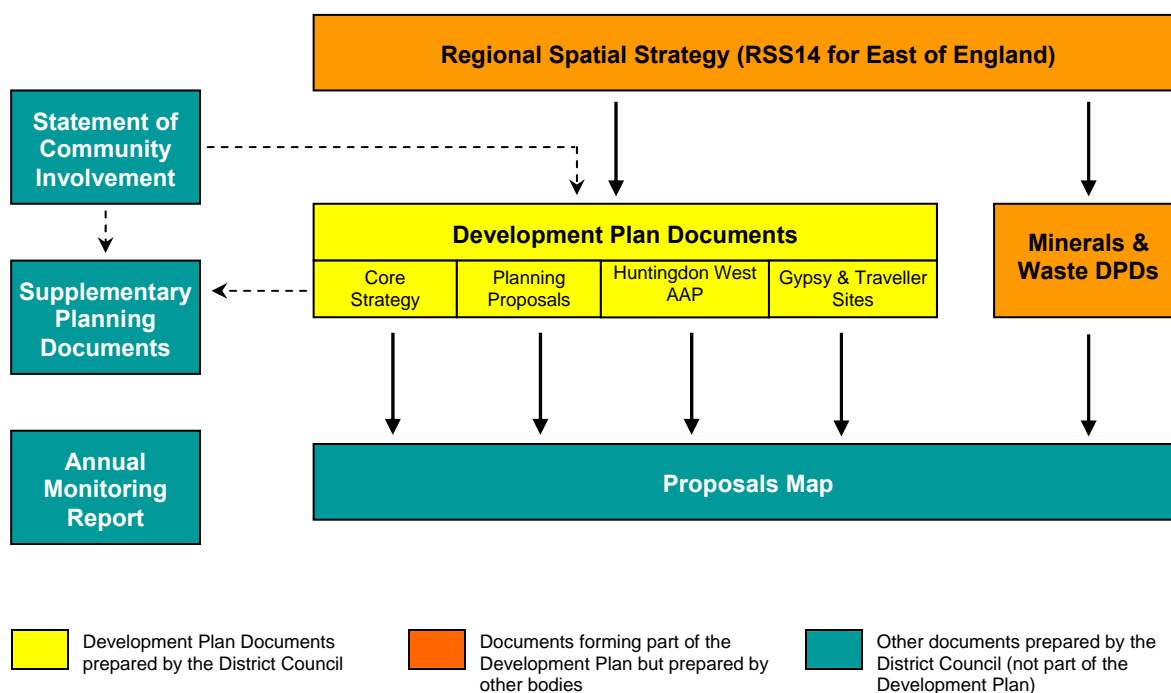 Regional Spatial Strategy (RSS14 for East of England)
Statement of
Community
Involvement
Development Plan Documents
Core
Strategy
Planning
Proposals
Huntingdon West
AAP
Gypsy & Traveller
Sites
Minerals &
Waste DPDs
Supplementary
Planning
Documents
Annual
Monitoring
Report
Proposals Map
Development Plan Documents
prepared by the District Council
Documents forming part of the
Development Plan but prepared by
other bodies
Other documents prepared by the
District Council (not part of the
Development Plan)